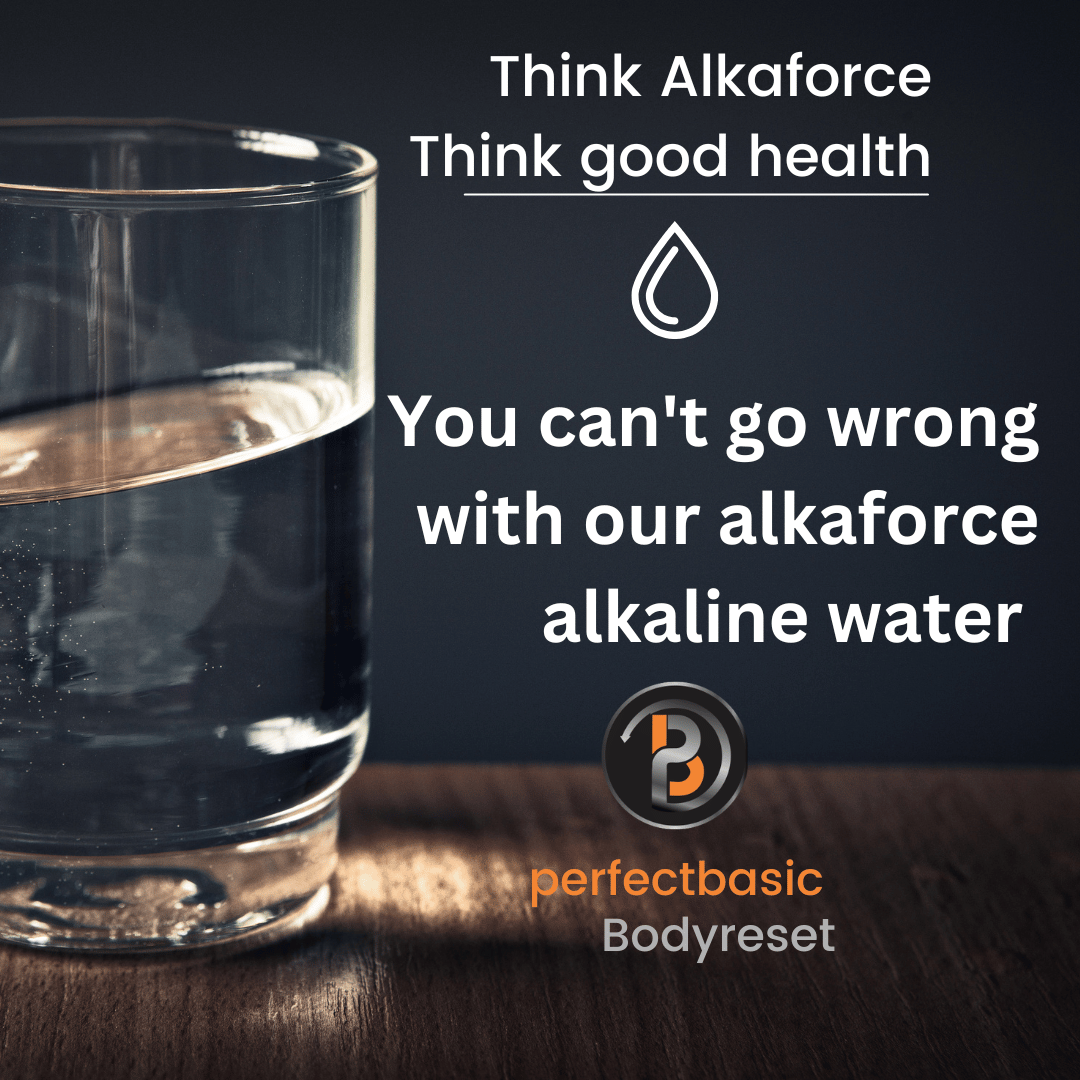 Think Alkaforce
Think good health
You can't go wrong
with our alkaforce
alkaline water
perfectbasic
Bodyreset